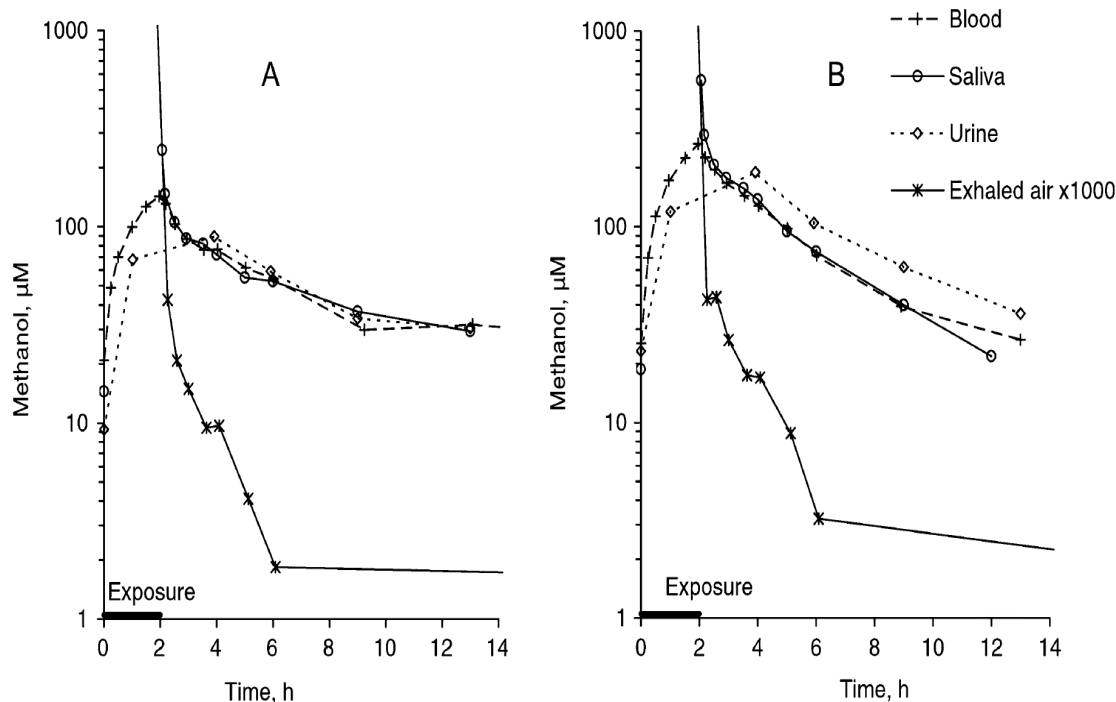 1000
100
10
1
Methanol, µM
A
Exposure
0 2 4 6 8 10 12 14
Time, h
1000
100
10
1
Methanol, µM
B
Exposure
0 2 4 6 8 10 12 14
Time, h
Blood
Saliva
Urine
Exhaled air x1000